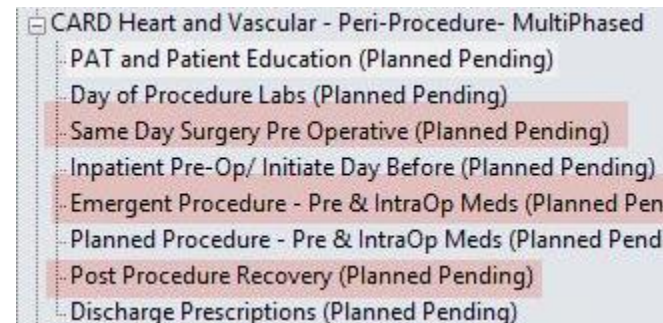 CARD Heart and Vascular - Peri-Procedure- MultiPhased
PAT and Patient Education (Planned Pending)
Day of Procedure Labs (Planned Pending)
Same Day Surgery Pre Operative (Planned Pending)
Inpatient Pre-Op/ Initiate Day Before (Planned Pending)
Emergent Procedure - Pre & IntraOp Meds (Planned Pen
Planned Procedure - Pre & IntraOp Meds (Planned Pend
Post Procedure Recovery (Planned Pending)
Discharge Prescriptions (Planned Pending)